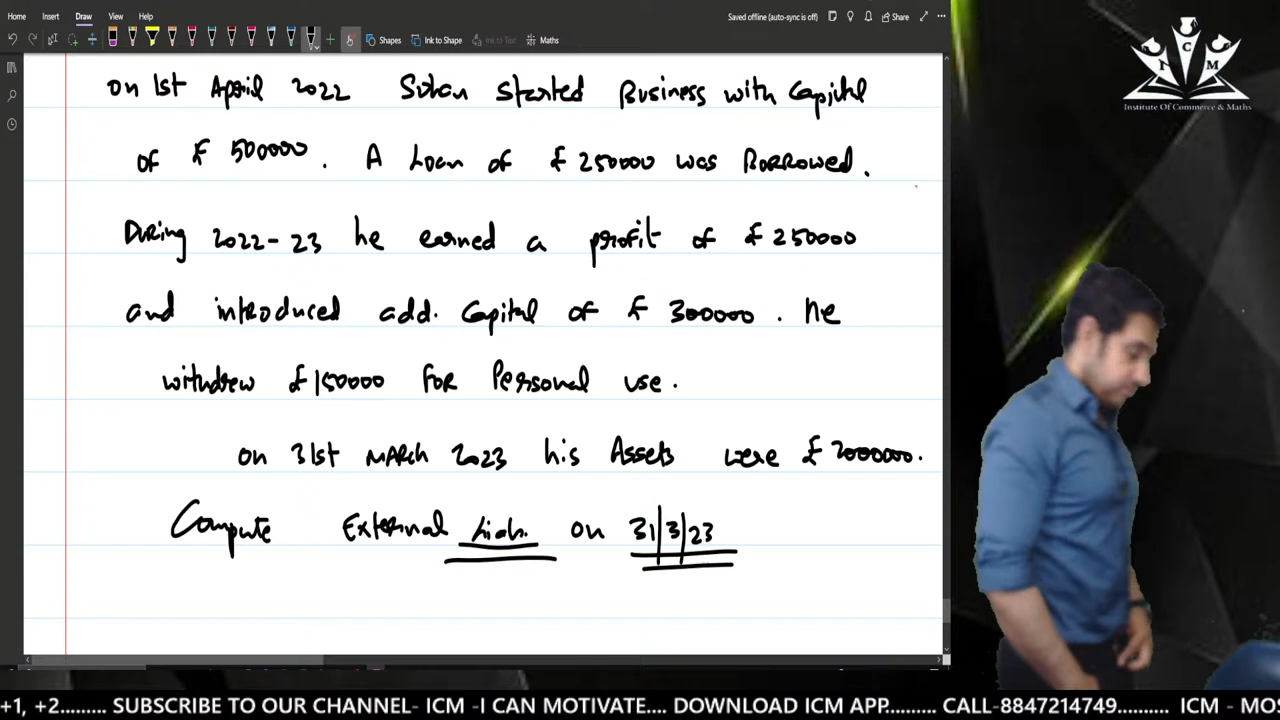 Home Insert Draw View Help Saved offline (auto-sync is off) Share
Shapes Ink to Shape Ink to Text Maths
I C M
Institute Of Commerce & Maths
on 1st April 2022 Sohan Started Business with Capital
of ₹ 500000. A Loan of ₹ 250000 was Borrowed.
During 2022-23 he earned a profit of ₹ 250000
and introduced add. Capital of ₹ 300000. he
withdrew ₹150000 For Personal use.
on 31st MARCH 2023 his Assets were ₹ 2000000.
Compute External Liab. on 31/3/23
+1, +2......... SUBSCRIBE TO OUR CHANNEL- ICM -I CAN MOTIVATE.... DOWNLOAD ICM APP.......... CALL-8847214749........... ICM - MOS